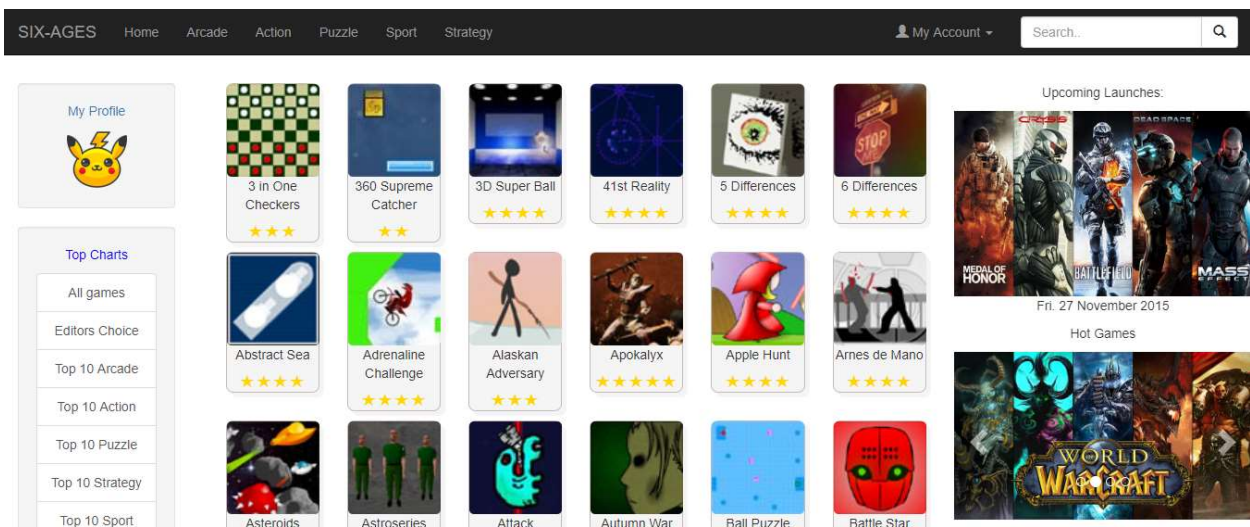 SIX-AGES Home Arcade Action Puzzle Sport Strategy My Account Search..
My Profile
Top Charts
All games
Editors Choice
Top 10 Arcade
Top 10 Action
Top 10 Puzzle
Top 10 Strategy
Top 10 Sport
3 in One
Checkers
360 Supreme
Catcher
3D Super Ball
41st Reality
5 Differences
STOP
6 Differences
Abstract Sea
Adrenaline
Challenge
Alaskan
Adversary
Apokalyx
Apple Hunt
Arnes de Mano
Asteroids
Astroseries
Attack
Autumn War
Ball Puzzle
Battle Star
Upcoming Launches:
CRYSIS
DEAD SPACE
MEDAL OF
HONOR
BATTLEFIELD
MASS
EFFECT
Fri. 27 November 2015
Hot Games
WORLD
WARCRAFT